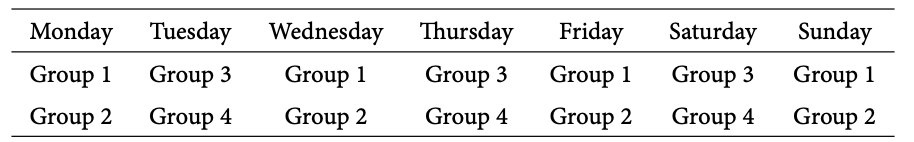 Monday Tuesday Wednesday Thursday Friday Saturday Sunday
Group 1 Group 3 Group 1 Group 3 Group 1 Group 3 Group 1
Group 2 Group 4 Group 2 Group 4 Group 2 Group 4 Group 2